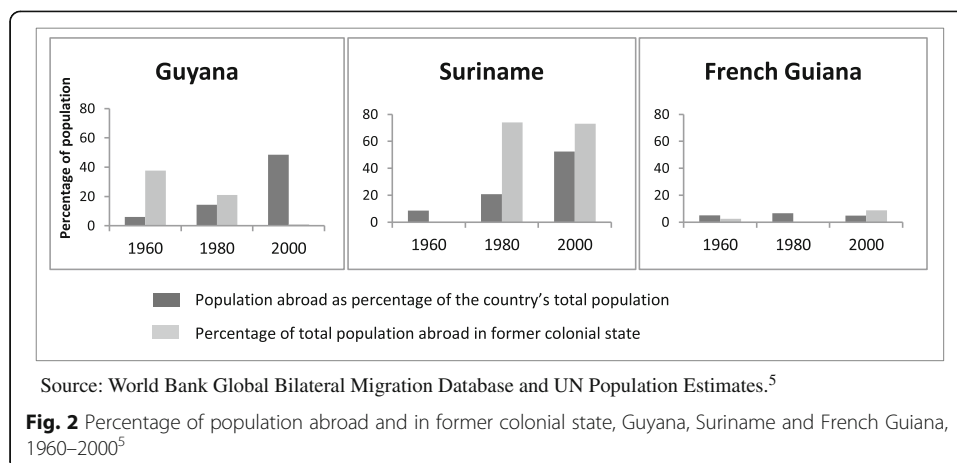 Guyana
Suriname
French Guiana
Percentage of population
80
60
40
20
0
1960 1980 2000
80
60
40
20
0
1960 1980 2000
80
60
40
20
0
1960 1980 2000
Population abroad as percentage of the country's total population
Percentage of total population abroad in former colonial state
Source: World Bank Global Bilateral Migration Database and UN Population Estimates.5
Fig. 2 Percentage of population abroad and in former colonial state, Guyana, Suriname and French Guiana,
1960–20005